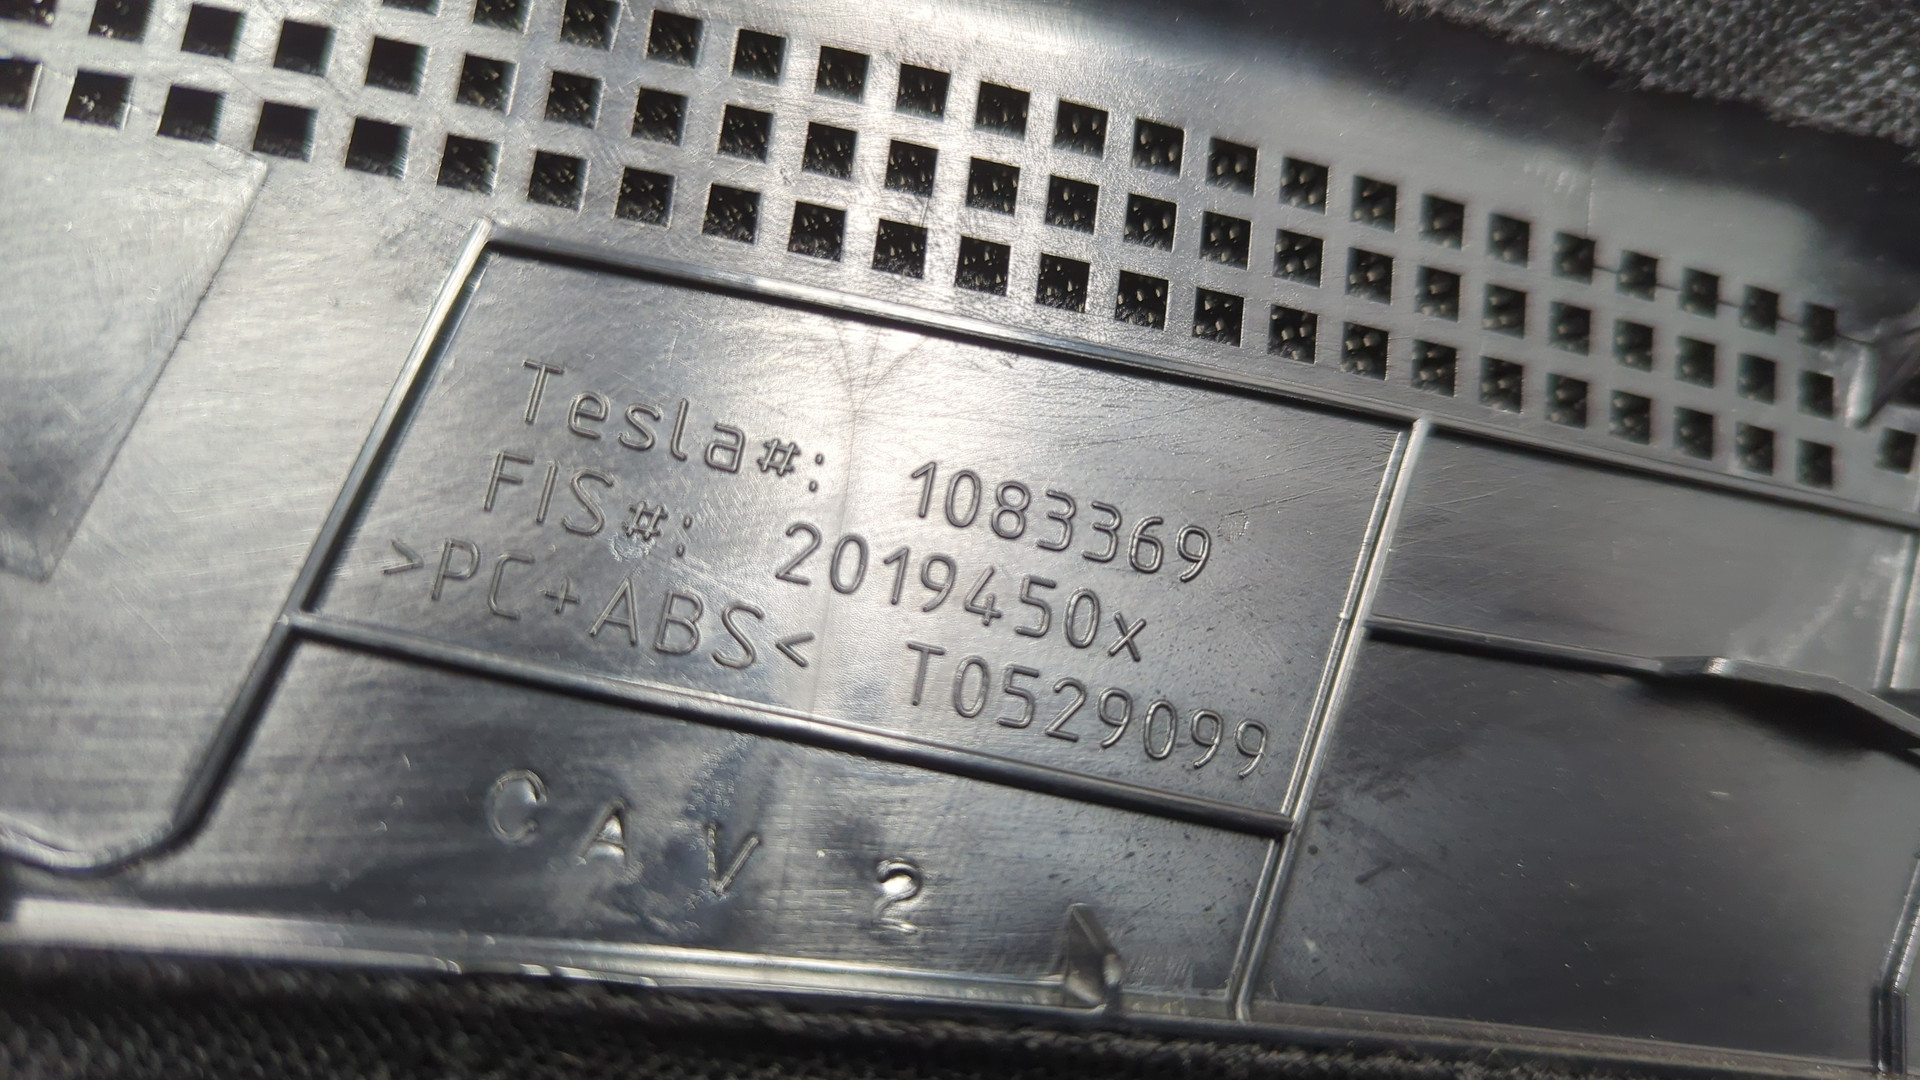 Tesla#: 1083369
FIS#: 2019450x
>PC+ABS< T0529099
CAV 2